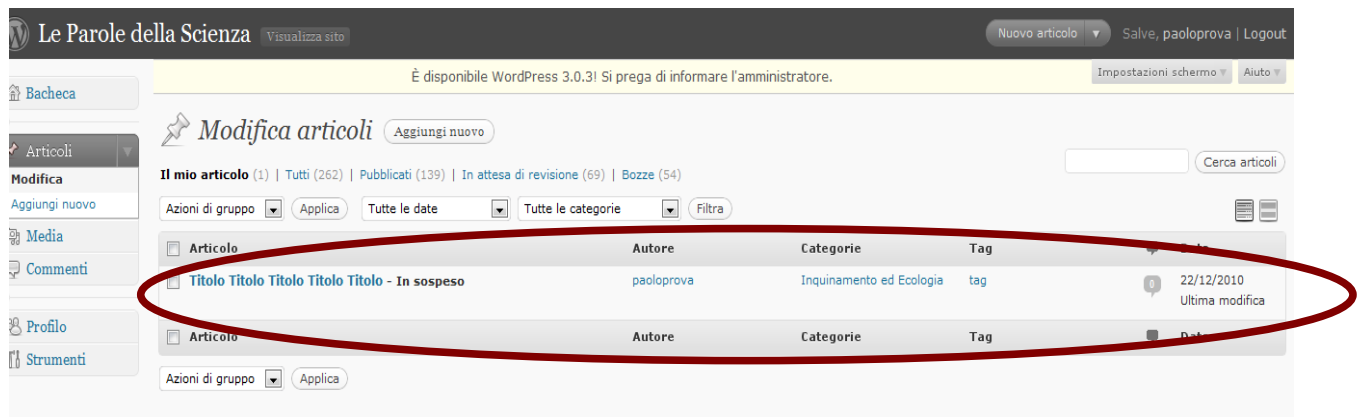 Le Parole della Scienza Visualizza sito Nuovo articolo Salve, paoloprova | Logout
È disponibile WordPress 3.0.3! Si prega di informare l'amministratore. Impostazioni schermo Aiuto
Bacheca
Modifica articoli Aggiungi nuovo
Articoli
Cerca articoli
Modifica
Il mio articolo (1) | Tutti (262) | Pubblicati (139) | In attesa di revisione (69) | Bozze (54)
Aggiungi nuovo
Azioni di gruppo Applica Tutte le date Tutte le categorie Filtra
Media
Articolo Autore Categorie Tag Data
Commenti
Titolo Titolo Titolo Titolo Titolo - In sospeso paoloprova Inquinamento ed Ecologia tag 0 22/12/2010
Ultima modifica
Profilo
Articolo Autore Categorie Tag Data
Strumenti
Azioni di gruppo Applica